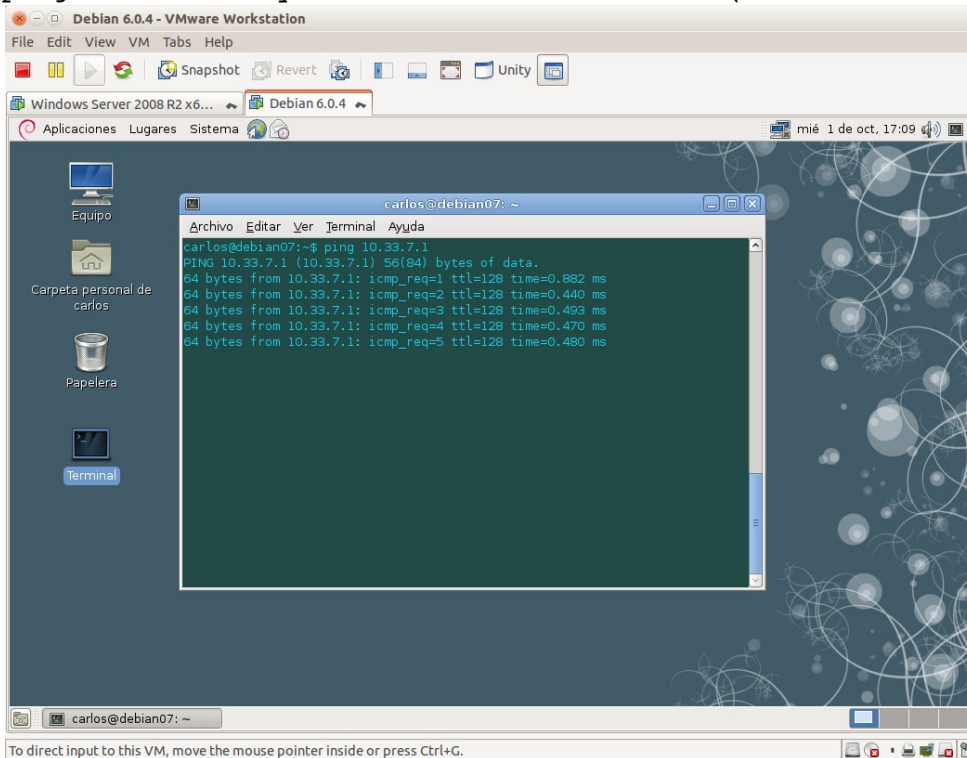 Debian 6.0.4 - VMware Workstation
File Edit View VM Tabs Help
Snapshot Revert Unity
Windows Server 2008 R2 x6... Debian 6.0.4
Aplicaciones Lugares Sistema mié 1 de oct, 17:09
Equipo
Carpeta personal de
carlos
Papelera
Terminal
carlos@debian07: ~
Archivo Editar Ver Terminal Ayuda
carlos@debian07:~$ ping 10.33.7.1
PING 10.33.7.1 (10.33.7.1) 56(84) bytes of data.
64 bytes from 10.33.7.1: icmp_req=1 ttl=128 time=0.882 ms
64 bytes from 10.33.7.1: icmp_req=2 ttl=128 time=0.440 ms
64 bytes from 10.33.7.1: icmp_req=3 ttl=128 time=0.493 ms
64 bytes from 10.33.7.1: icmp_req=4 ttl=128 time=0.470 ms
64 bytes from 10.33.7.1: icmp_req=5 ttl=128 time=0.480 ms
carlos@debian07: ~
To direct input to this VM, move the mouse pointer inside or press Ctrl+G.